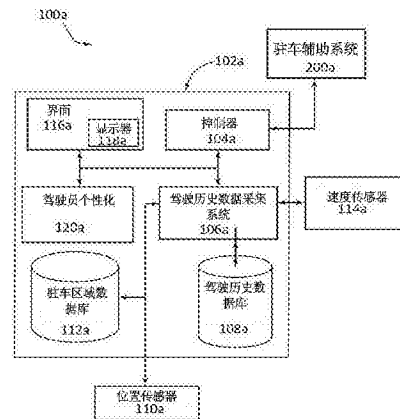 100a
102a
驻车辅助系统
200a
界面
116a
显示器
118a
控制器
104a
驾驶员个性化
120a
驾驶历史数据采集
系统
106a
速度传感器
114a
驻车区域数
据库
112a
驾驶历史数
据库
108a
位置传感器
110a